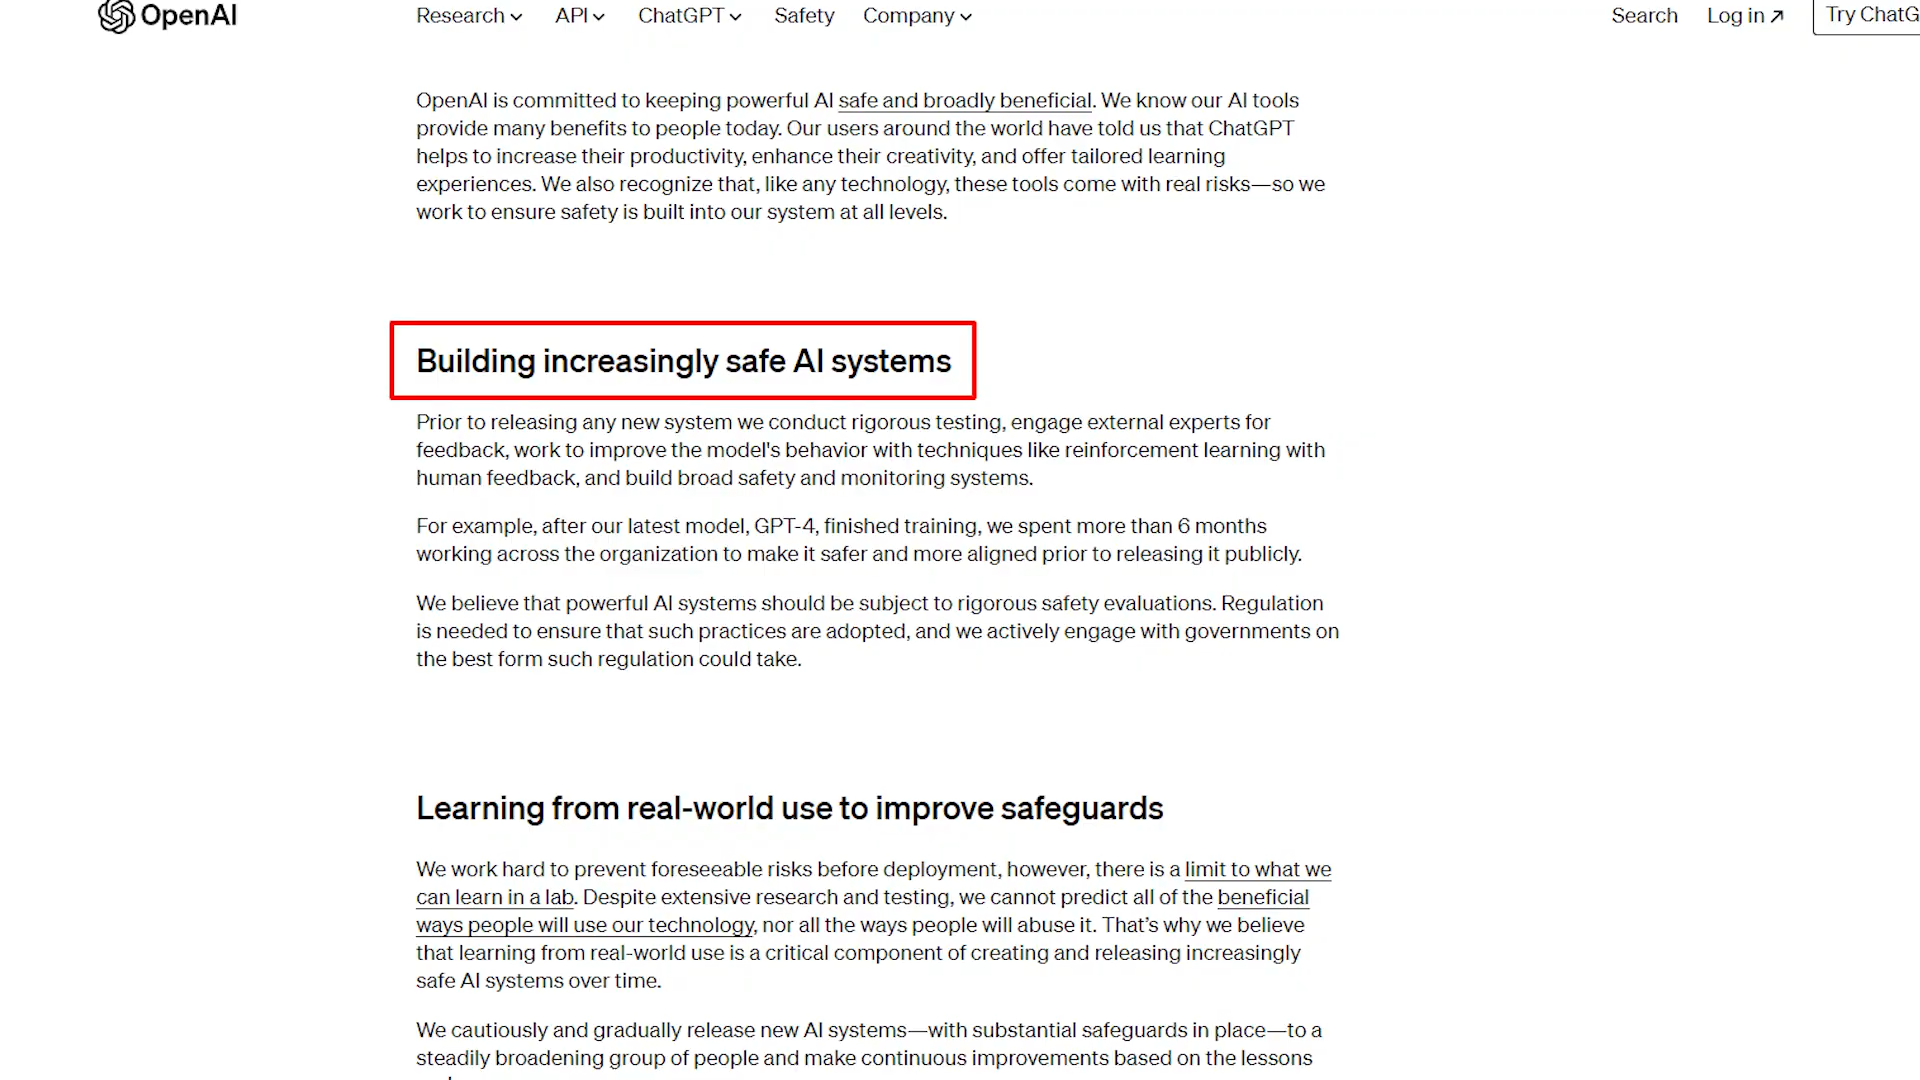 OpenAI
Research API ChatGPT Safety Company Search Log in ↗ Try ChatG
OpenAI is committed to keeping powerful AI safe and broadly beneficial. We know our AI tools
provide many benefits to people today. Our users around the world have told us that ChatGPT
helps to increase their productivity, enhance their creativity, and offer tailored learning
experiences. We also recognize that, like any technology, these tools come with real risks—so we
work to ensure safety is built into our system at all levels.
Building increasingly safe AI systems
Prior to releasing any new system we conduct rigorous testing, engage external experts for
feedback, work to improve the model's behavior with techniques like reinforcement learning with
human feedback, and build broad safety and monitoring systems.
For example, after our latest model, GPT-4, finished training, we spent more than 6 months
working across the organization to make it safer and more aligned prior to releasing it publicly.
We believe that powerful AI systems should be subject to rigorous safety evaluations. Regulation
is needed to ensure that such practices are adopted, and we actively engage with governments on
the best form such regulation could take.
Learning from real-world use to improve safeguards
We work hard to prevent foreseeable risks before deployment, however, there is a limit to what we
can learn in a lab. Despite extensive research and testing, we cannot predict all of the beneficial
ways people will use our technology, nor all the ways people will abuse it. That’s why we believe
that learning from real-world use is a critical component of creating and releasing increasingly
safe AI systems over time.
We cautiously and gradually release new AI systems—with substantial safeguards in place—to a
steadily broadening group of people and make continuous improvements based on the lessons